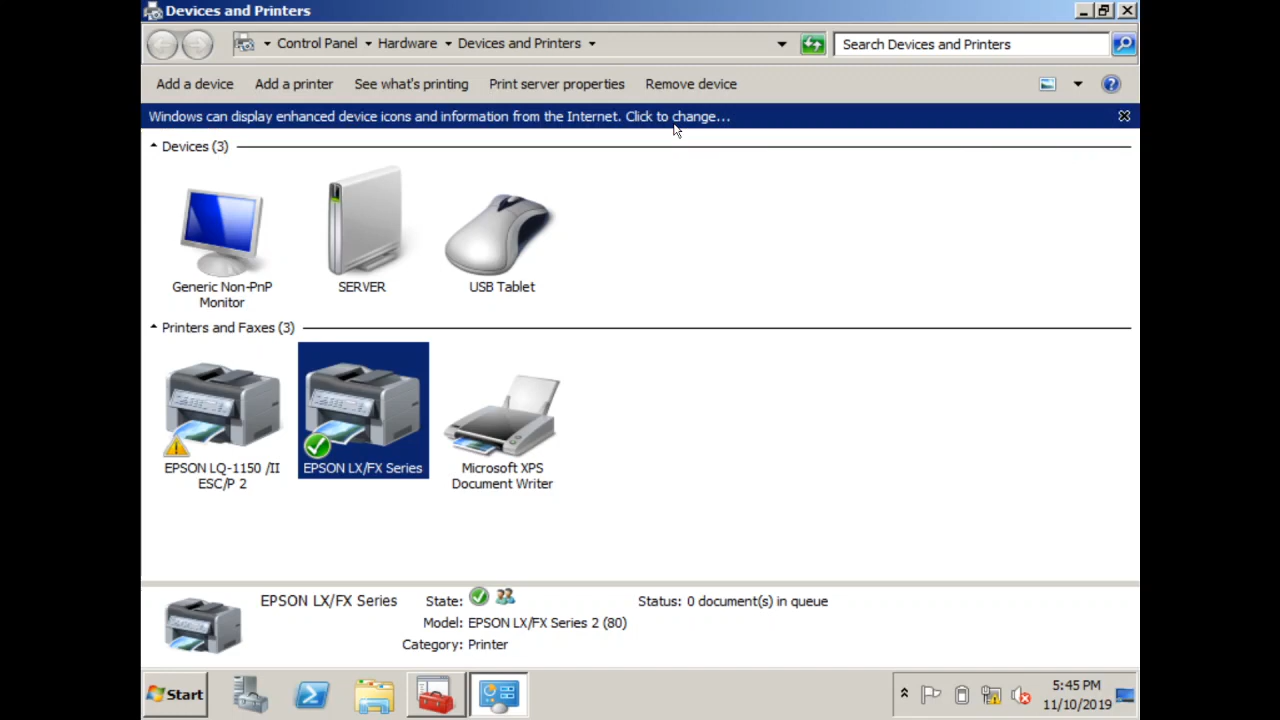 Devices and Printers
Control Panel Hardware Devices and Printers
Search Devices and Printers
Add a device Add a printer See what's printing Print server properties Remove device
Windows can display enhanced device icons and information from the Internet. Click to change...
Devices (3)
Generic Non-PnP
Monitor
SERVER
USB Tablet
Printers and Faxes (3)
EPSON LQ-1150 /II
ESC/P 2
EPSON LX/FX Series
Microsoft XPS
Document Writer
EPSON LX/FX Series
State:
Status: 0 document(s) in queue
Model: EPSON LX/FX Series 2 (80)
Category: Printer
Start
5:45 PM
11/10/2019